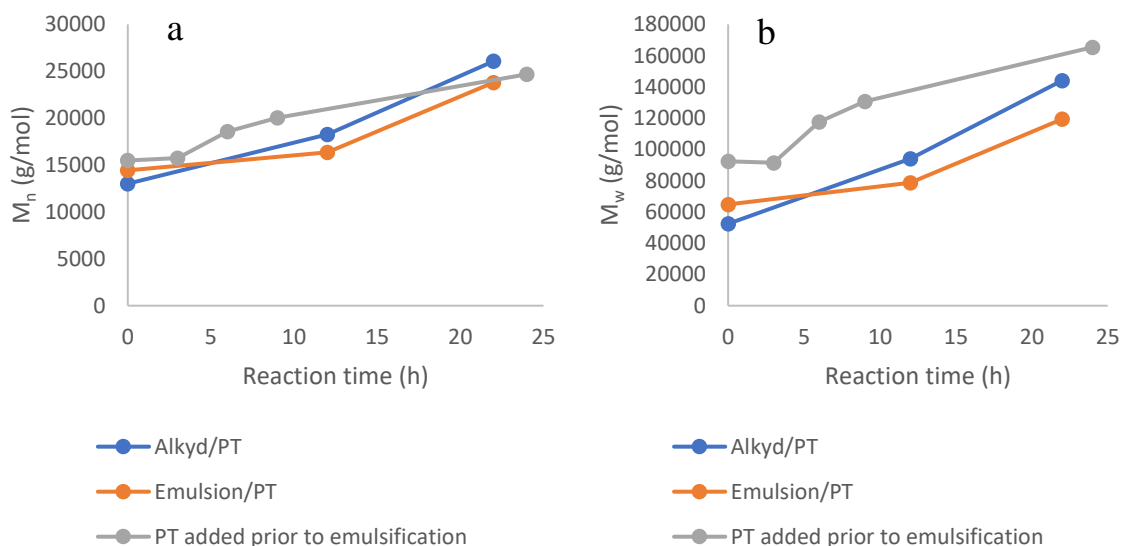 a
30000
25000
20000
15000
10000
5000
0
Mn (g/mol)
0 5 10 15 20 25
Reaction time (h)
Alkyd/PT
Emulsion/PT
PT added prior to emulsification
b
180000
160000
140000
120000
100000
80000
60000
40000
20000
0
Mw (g/mol)
0 5 10 15 20 25
Reaction time (h)
Alkyd/PT
Emulsion/PT
PT added prior to emulsification